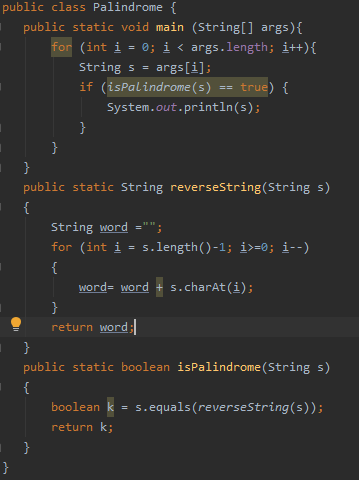 public class Palindrome {
    public static void main (String[] args){
        for (int i = 0; i < args.length; i++){
            String s = args[i];
            if (isPalindrome(s) == true) {
                System.out.println(s);
            }
        }
    }
    public static String reverseString(String s)
    {
        String word ="";
        for (int i = s.length()-1; i>=0; i--)
        {
            word= word + s.charAt(i);
        }
        return word;
    }
    public static boolean isPalindrome(String s)
    {
        boolean k = s.equals(reverseString(s));
        return k;
    }
}